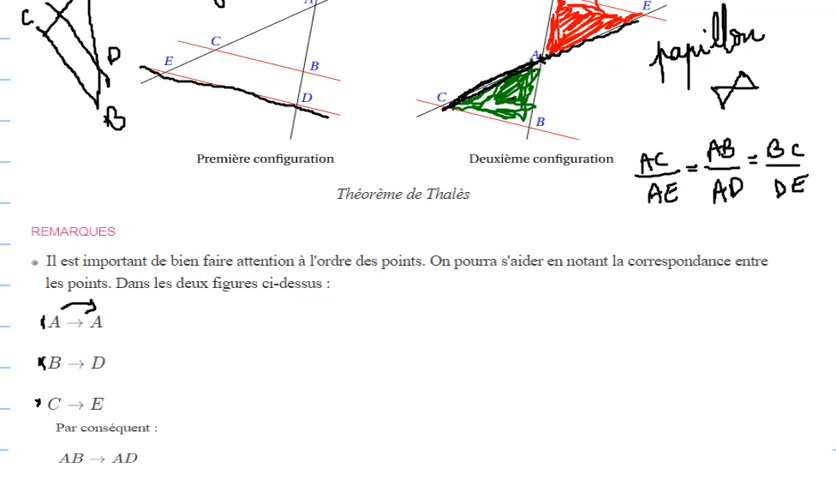 C
D
B
A
C
E
B
D
Première configuration
E
A
C
B
Deuxième configuration
papillon
AC/AE = AB/AD = BC/DE
Théorème de Thalès
REMARQUES
Il est important de bien faire attention à l'ordre des points. On pourra s'aider en notant la correspondance entre
les points. Dans les deux figures ci-dessus :
A → A
B → D
C → E
Par conséquent :
AB → AD